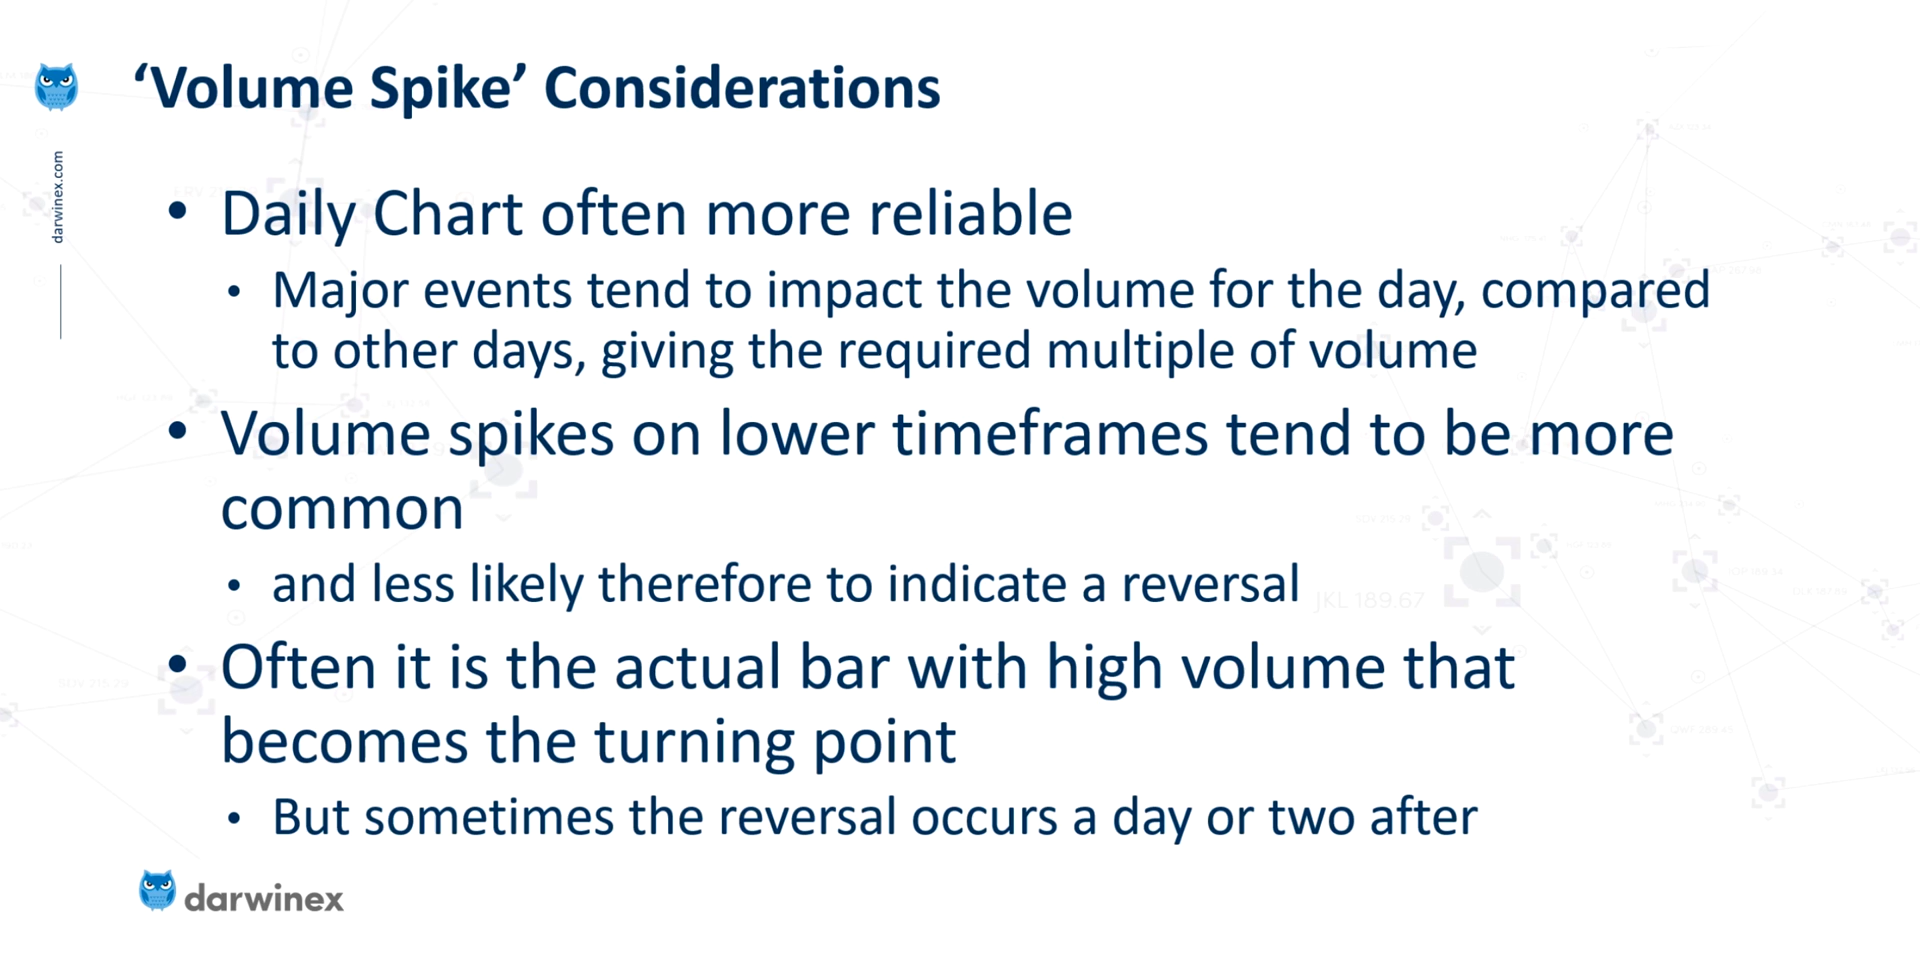 ‘Volume Spike’ Considerations
darwinex.com
• Daily Chart often more reliable
• Major events tend to impact the volume for the day, compared
to other days, giving the required multiple of volume
• Volume spikes on lower timeframes tend to be more
common
• and less likely therefore to indicate a reversal
JKL 189.67
• Often it is the actual bar with high volume that
becomes the turning point
• But sometimes the reversal occurs a day or two after
darwinex